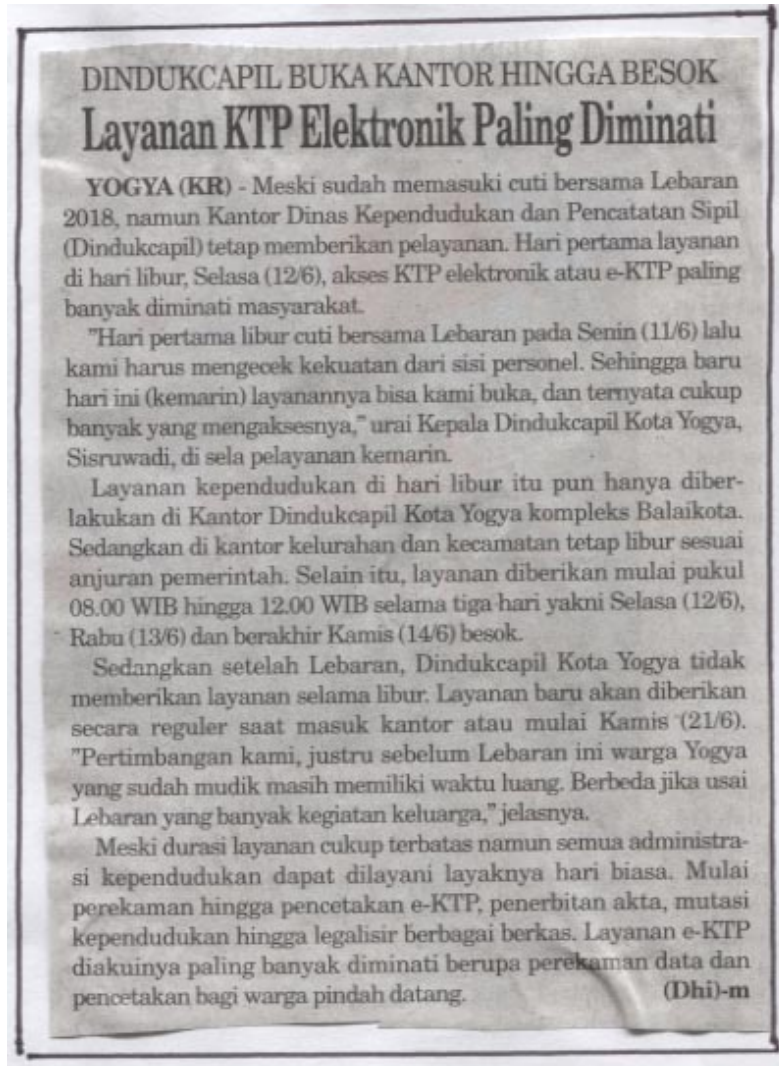 DINDUKCAPIL BUKA KANTOR HINGGA BESOK
Layanan KTP Elektronik Paling Diminati
YOGYA (KR) - Meski sudah memasuki cuti bersama Lebaran
2018, namun Kantor Dinas Kependudukan dan Pencatatan Sipil
(Dindukcapil) tetap memberikan pelayanan. Hari pertama layanan
di hari libur, Selasa (12/6), akses KTP elektronik atau e-KTP paling
banyak diminati masyarakat.
"Hari pertama libur cuti bersama Lebaran pada Senin (11/6) lalu
kami harus mengecek kekuatan dari sisi personel. Sehingga baru
hari ini (kemarin) layanannya bisa kami buka, dan ternyata cukup
banyak yang mengaksesnya," urai Kepala Dindukcapil Kota Yogya,
Sisruwadi, di sela pelayanan kemarin.
Layanan kependudukan di hari libur itu pun hanya diber-
lakukan di Kantor Dindukcapil Kota Yogya kompleks Balaikota.
Sedangkan di kantor kelurahan dan kecamatan tetap libur sesuai
anjuran pemerintah. Selain itu, layanan diberikan mulai pukul
08.00 WIB hingga 12.00 WIB selama tiga hari yakni Selasa (12/6),
Rabu (13/6) dan berakhir Kamis (14/6) besok.
Sedangkan setelah Lebaran, Dindukcapil Kota Yogya tidak
memberikan layanan selama libur. Layanan baru akan diberikan
secara reguler saat masuk kantor atau mulai Kamis (21/6).
"Pertimbangan kami, justru sebelum Lebaran ini warga Yogya
yang sudah mudik masih memiliki waktu luang. Berbeda jika usai
Lebaran yang banyak kegiatan keluarga," jelasnya.
Meski durasi layanan cukup terbatas namun semua administra-
si kependudukan dapat dilayani layaknya hari biasa. Mulai
perekaman hingga pencetakan e-KTP, penerbitan akta, mutasi
kependudukan hingga legalisir berbagai berkas. Layanan e-KTP
diakuinya paling banyak diminati berupa perekaman data dan
pencetakan bagi warga pindah datang. (Dhi)-m